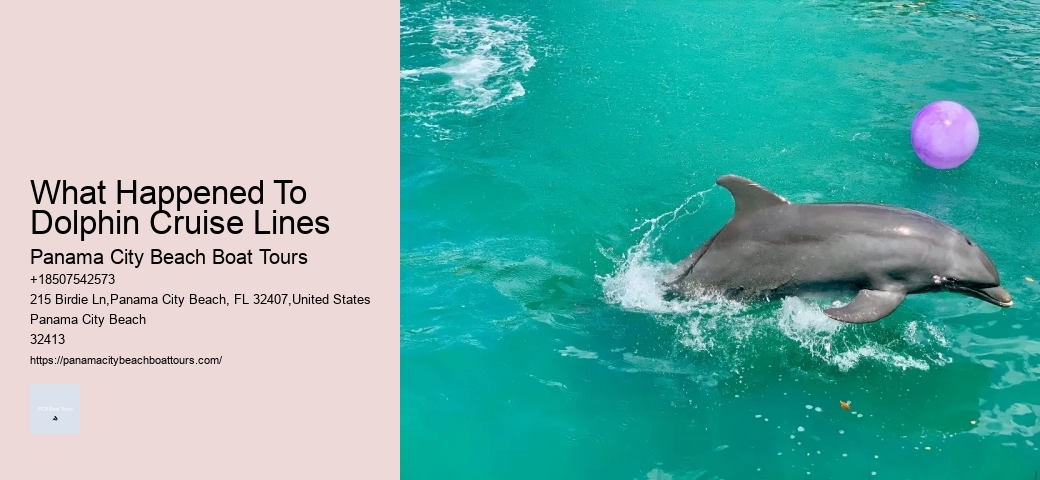 What Happened To
Dolphin Cruise Lines
Panama City Beach Boat Tours
+18507542573
215 Birdie Ln,Panama City Beach, FL 32407,United States
Panama City Beach
32413
https://panamacitybeachboattours.com/